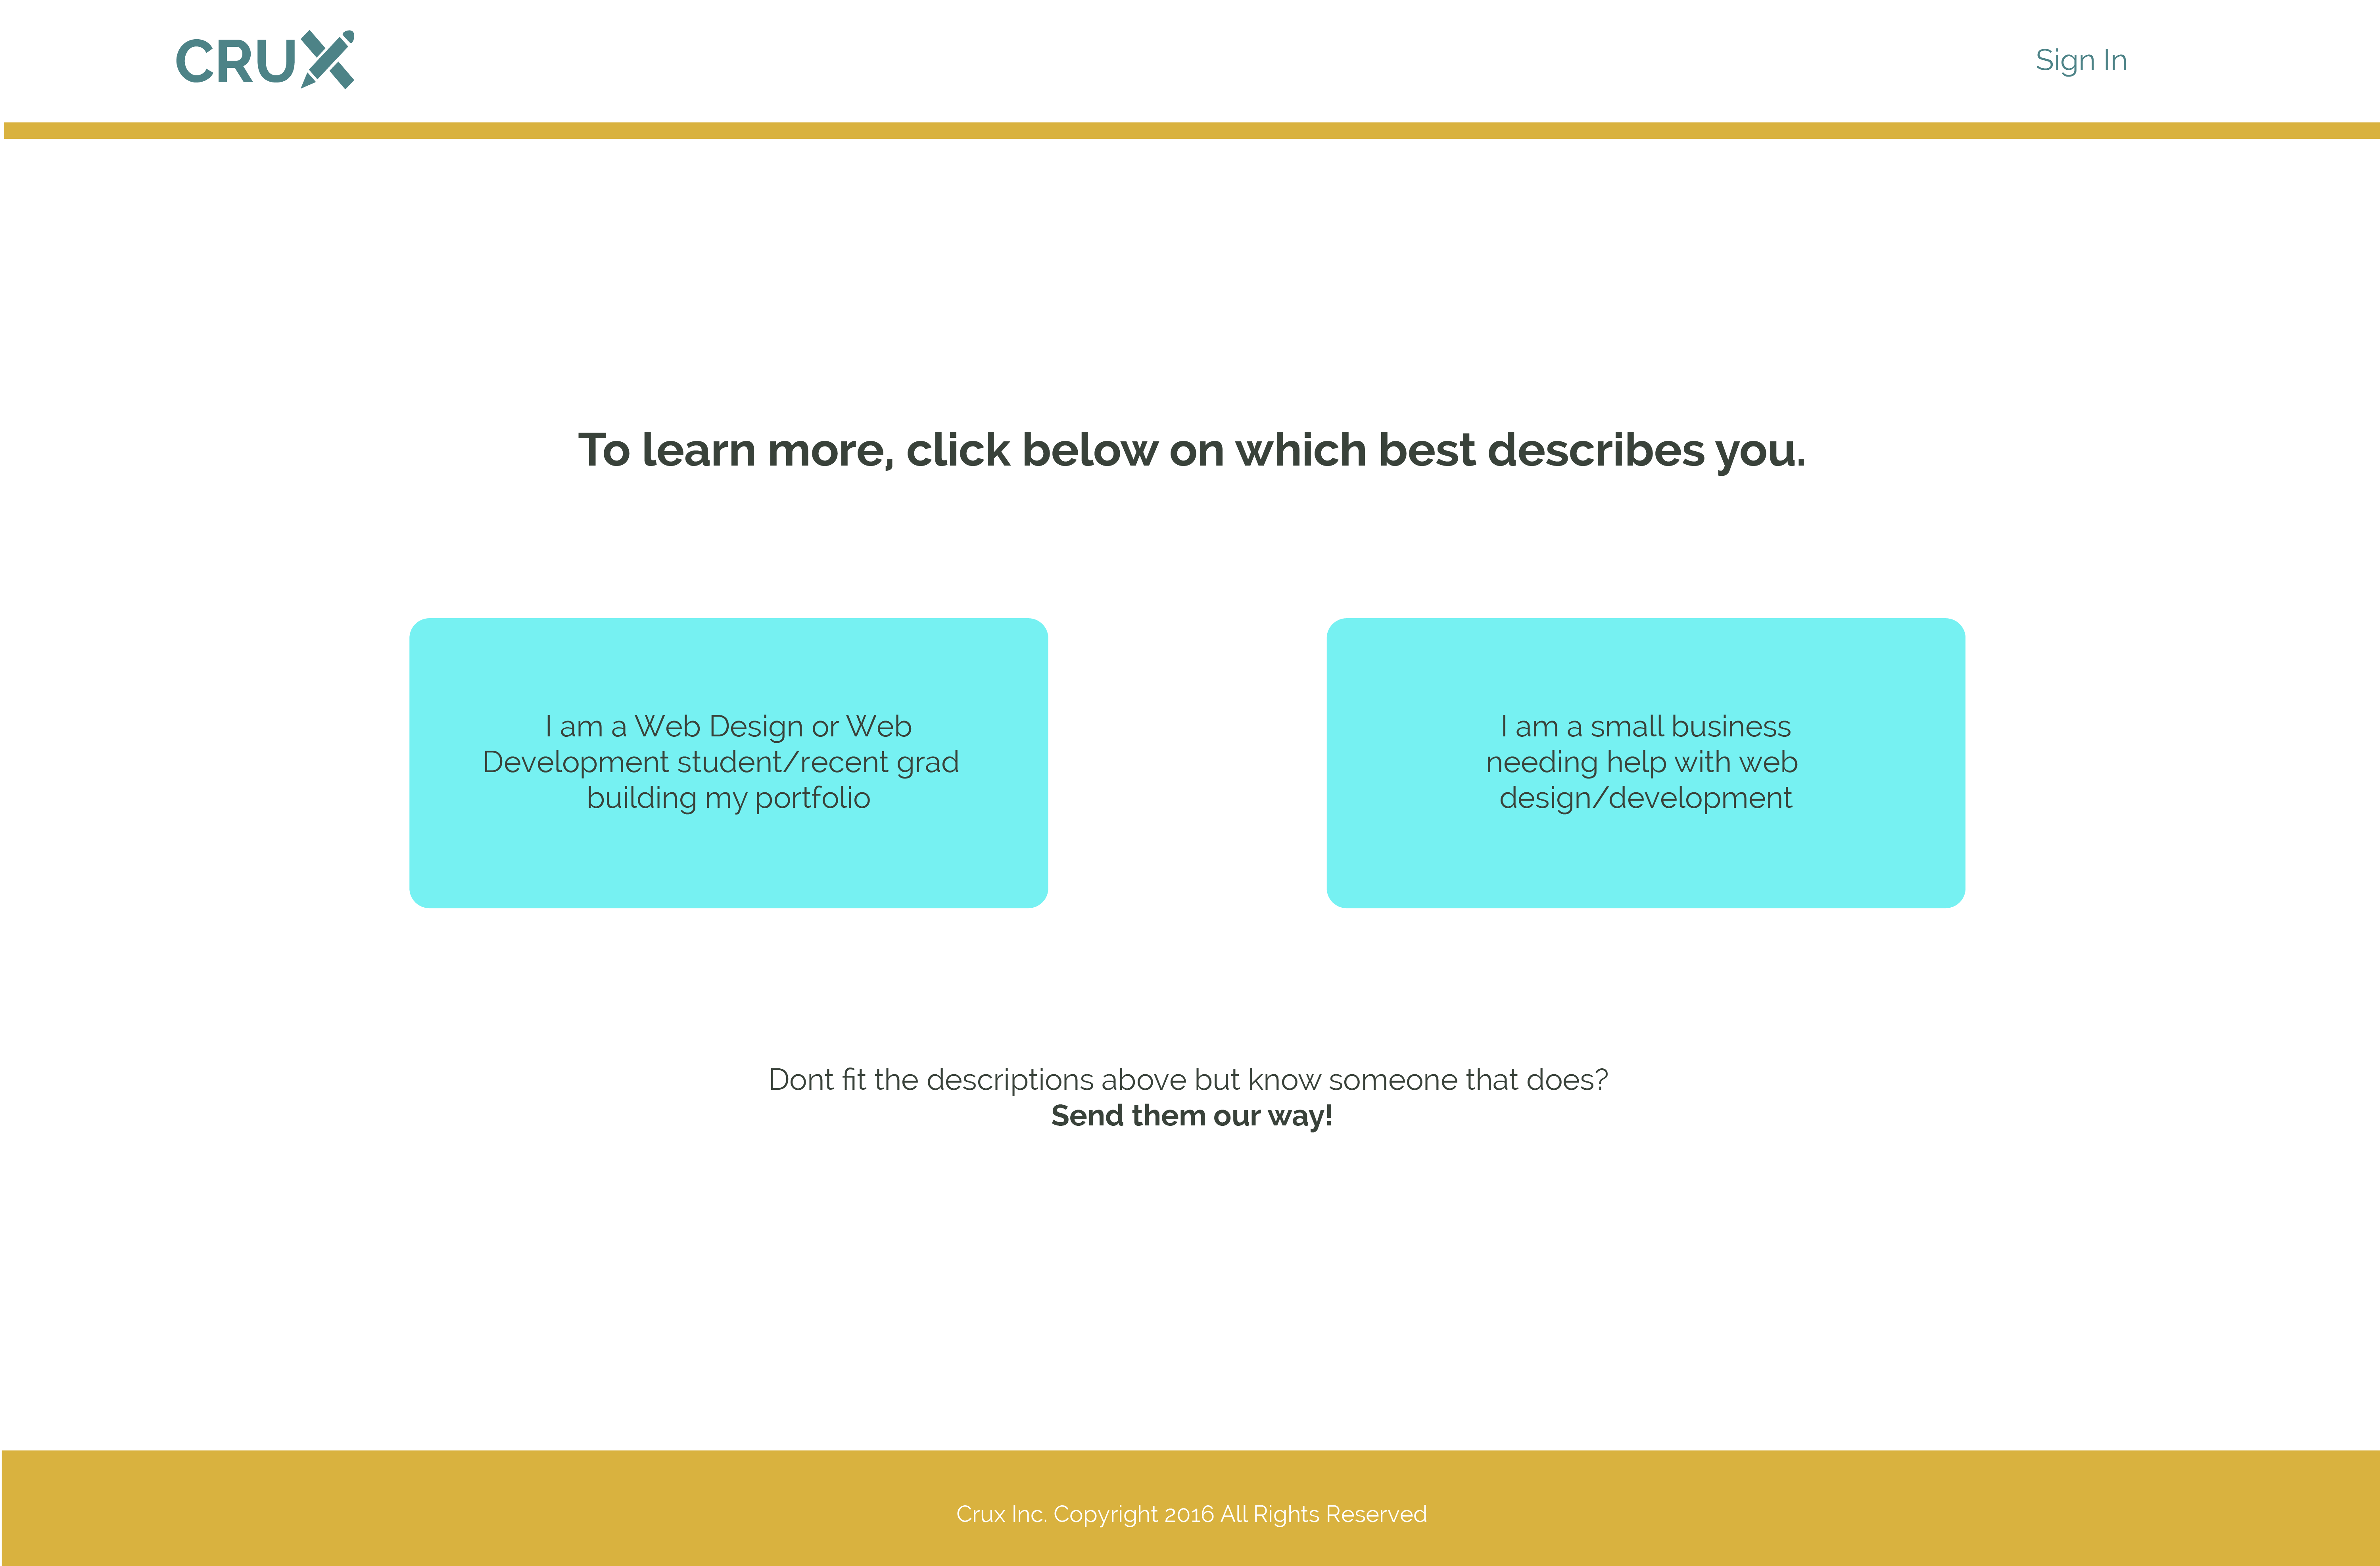 CRUX
Sign In
To learn more, click below on which best describes you.
I am a Web Design or Web
Development student/recent grad
building my portfolio
I am a small business
needing help with web
design/development
Dont fit the descriptions above but know someone that does?
Send them our way!
Crux Inc. Copyright 2016 All Rights Reserved